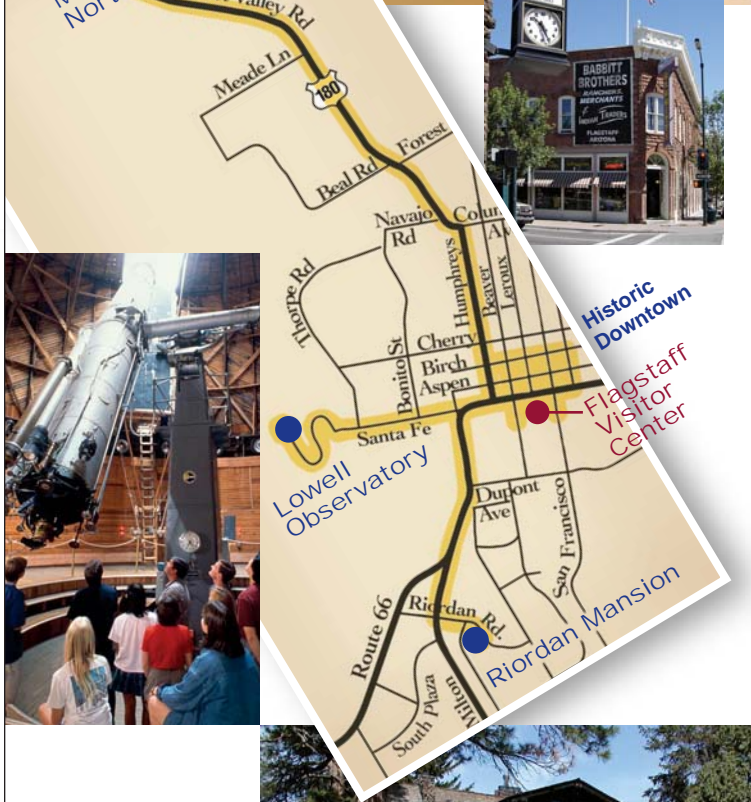 Valley Rd
Meade Ln
180
BABBITT
BROTHERS
RANCHERS,
MERCHANTS
&
INDIAN TRADERS
FLAGSTAFF
ARIZONA
Forest
Beal Rd
Navajo
Rd
Thorpe Rd
Humphreys
Beaver
Leroux
Historic
Downtown
Cherry
Birch
Aspen
Bonito St
Flagstaff
Visitor
Center
Santa Fe
Lowell
Observatory
Dupont
Ave
San Francisco
Riordan Rd.
Riordan Mansion
Route 66
South Plaza
Milton